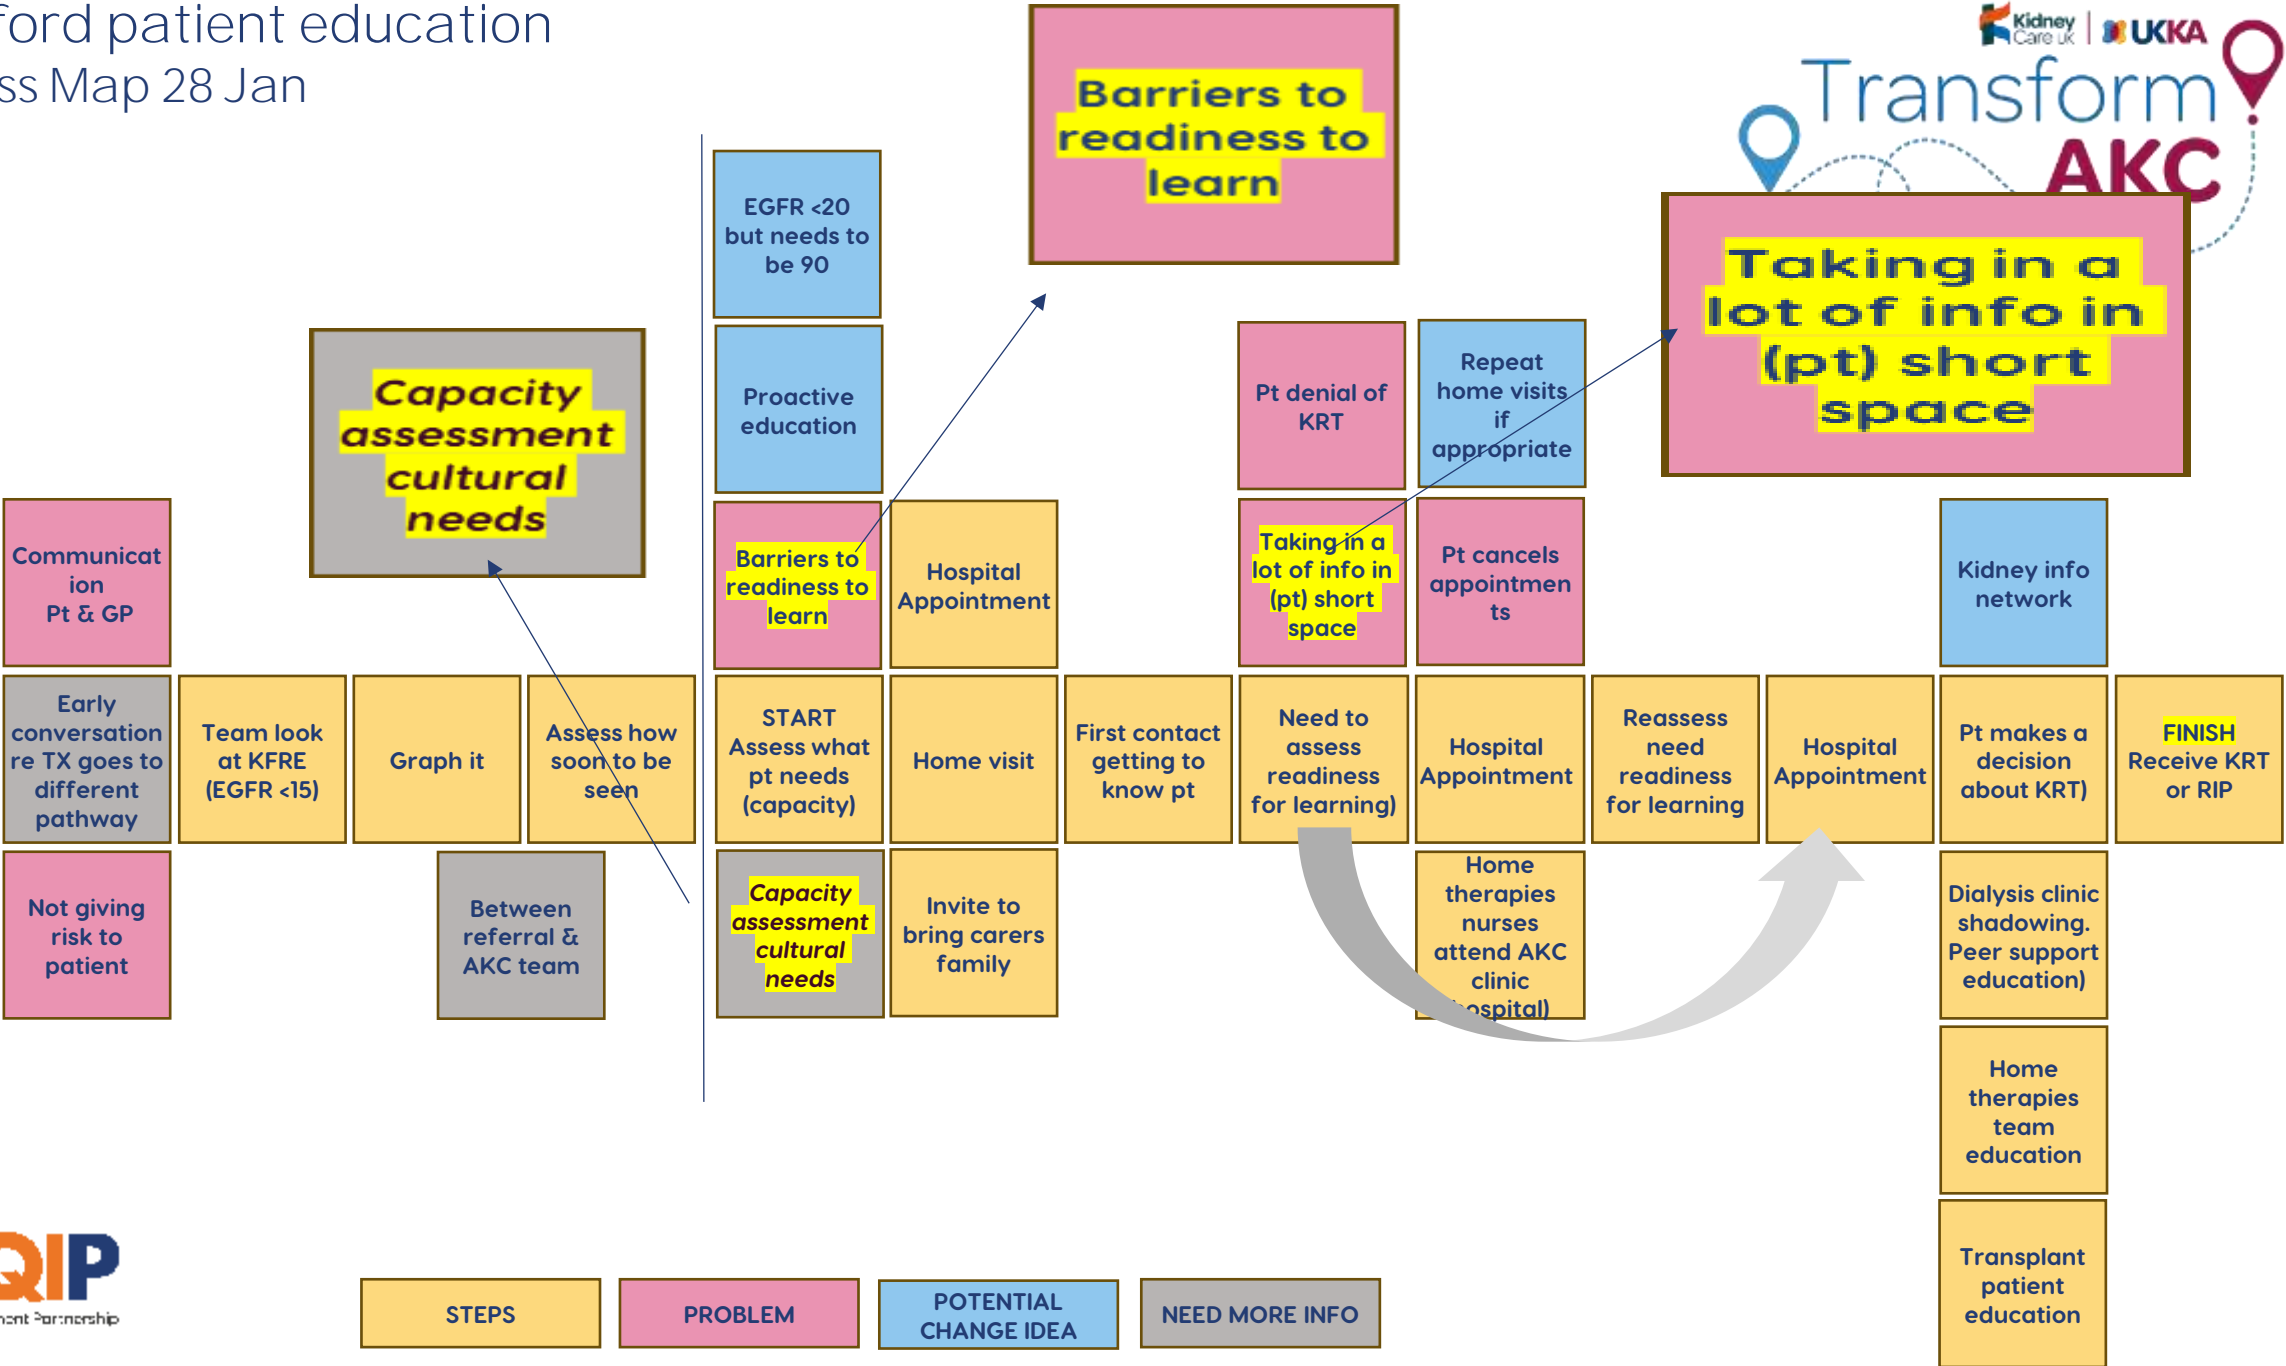 ford patient education
ss Map 28 Jan
Kidney
Care UK
UKKA
Transform
AKC
Barriers to
readiness to
learn
Taking in a
lot of info in
(pt) short
space
Capacity
assessment
cultural
needs
EGFR <20
but needs to
be 90
Proactive
education
Pt denial of
KRT
Repeat
home visits
if
appropriate
Communicat
ion
Pt & GP
Barriers to
readiness to
learn
Hospital
Appointment
Taking in a
lot of info in
(pt) short
space
Pt cancels
appointmen
ts
Kidney info
network
Early
conversation
re TX goes to
different
pathway
Team look
at KFRE
(EGFR <15)
Graph it
Assess how
soon to be
seen
START
Assess what
pt needs
(capacity)
Home visit
First contact
getting to
know pt
Need to
assess
readiness
for learning)
Hospital
Appointment
Reassess
need
readiness
for learning
Hospital
Appointment
Pt makes a
decision
about KRT)
FINISH
Receive KRT
or RIP
Not giving
risk to
patient
Between
referral &
AKC team
Capacity
assessment
cultural
needs
Invite to
bring carers
family
Home
therapies
nurses
attend AKC
clinic
ospital)
Dialysis clinic
shadowing.
Peer support
education)
Home
therapies
team
education
Transplant
patient
education
QIP
ment Partnership
STEPS
PROBLEM
POTENTIAL
CHANGE IDEA
NEED MORE INFO